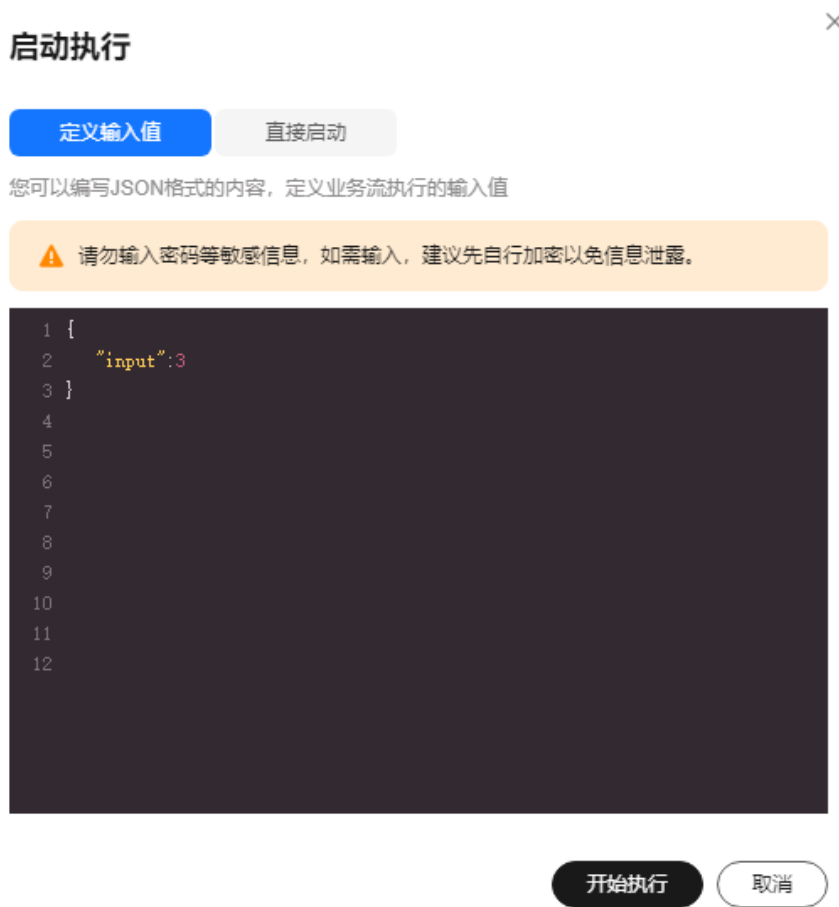 启动执行
定义输入值 直接启动
您可以编写JSON格式的内容，定义业务流执行的输入值
请勿输入密码等敏感信息，如需输入，建议先自行加密以免信息泄露。
1 {
2 "input":3
3 }
4
5
6
7
8
9
10
11
12
开始执行 取消